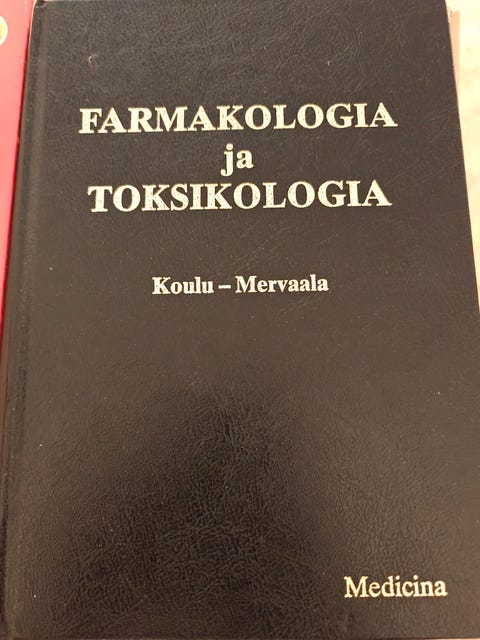 FARMAKOLOGIA
ja
TOKSIKOLOGIA
Koulu – Mervaala
Medicina